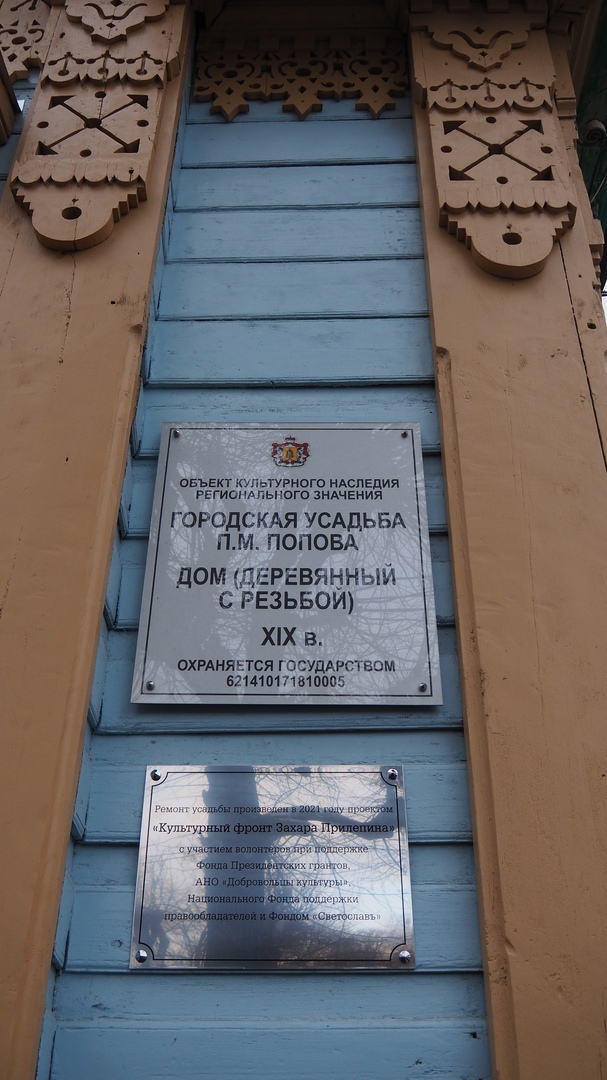 ОБЪЕКТ КУЛЬТУРНОГО НАСЛЕДИЯ
РЕГИОНАЛЬНОГО ЗНАЧЕНИЯ
ГОРОДСКАЯ УСАДЬБА
П.М. ПОПОВА
ДОМ (ДЕРЕВЯННЫЙ
С РЕЗЬБОЙ)
XIX в.
ОХРАНЯЕТСЯ ГОСУДАРСТВОМ
621410171810005
Ремонт усадьбы произведен в 2021 году проектом
«Культурный фронт Захара Прилепина»
с участием волонтеров при поддержке
Фонда Президентских грантов,
АНО «Добровольцы культуры»,
Национального Фонда поддержки
правообладателей и Фондом «Светославъ»